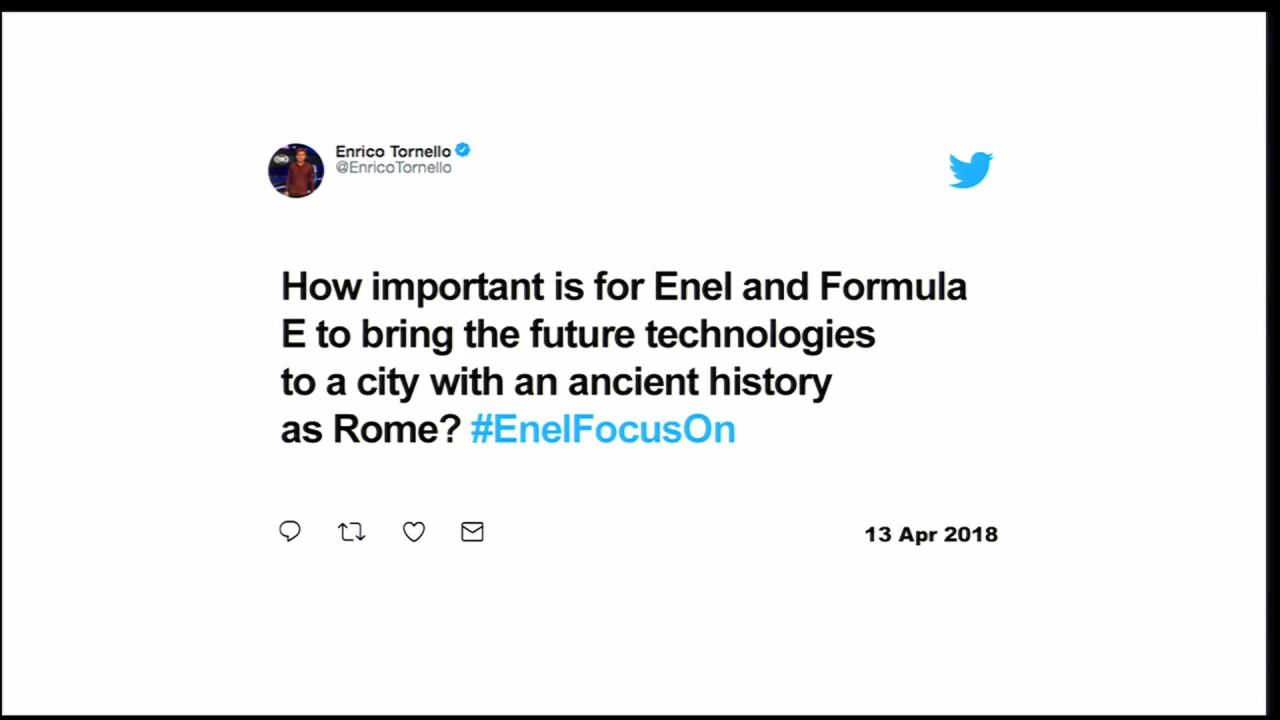 Enrico Tornello
@EnricoTornello
How important is for Enel and Formula
E to bring the future technologies
to a city with an ancient history
as Rome? #EnelFocusOn
13 Apr 2018